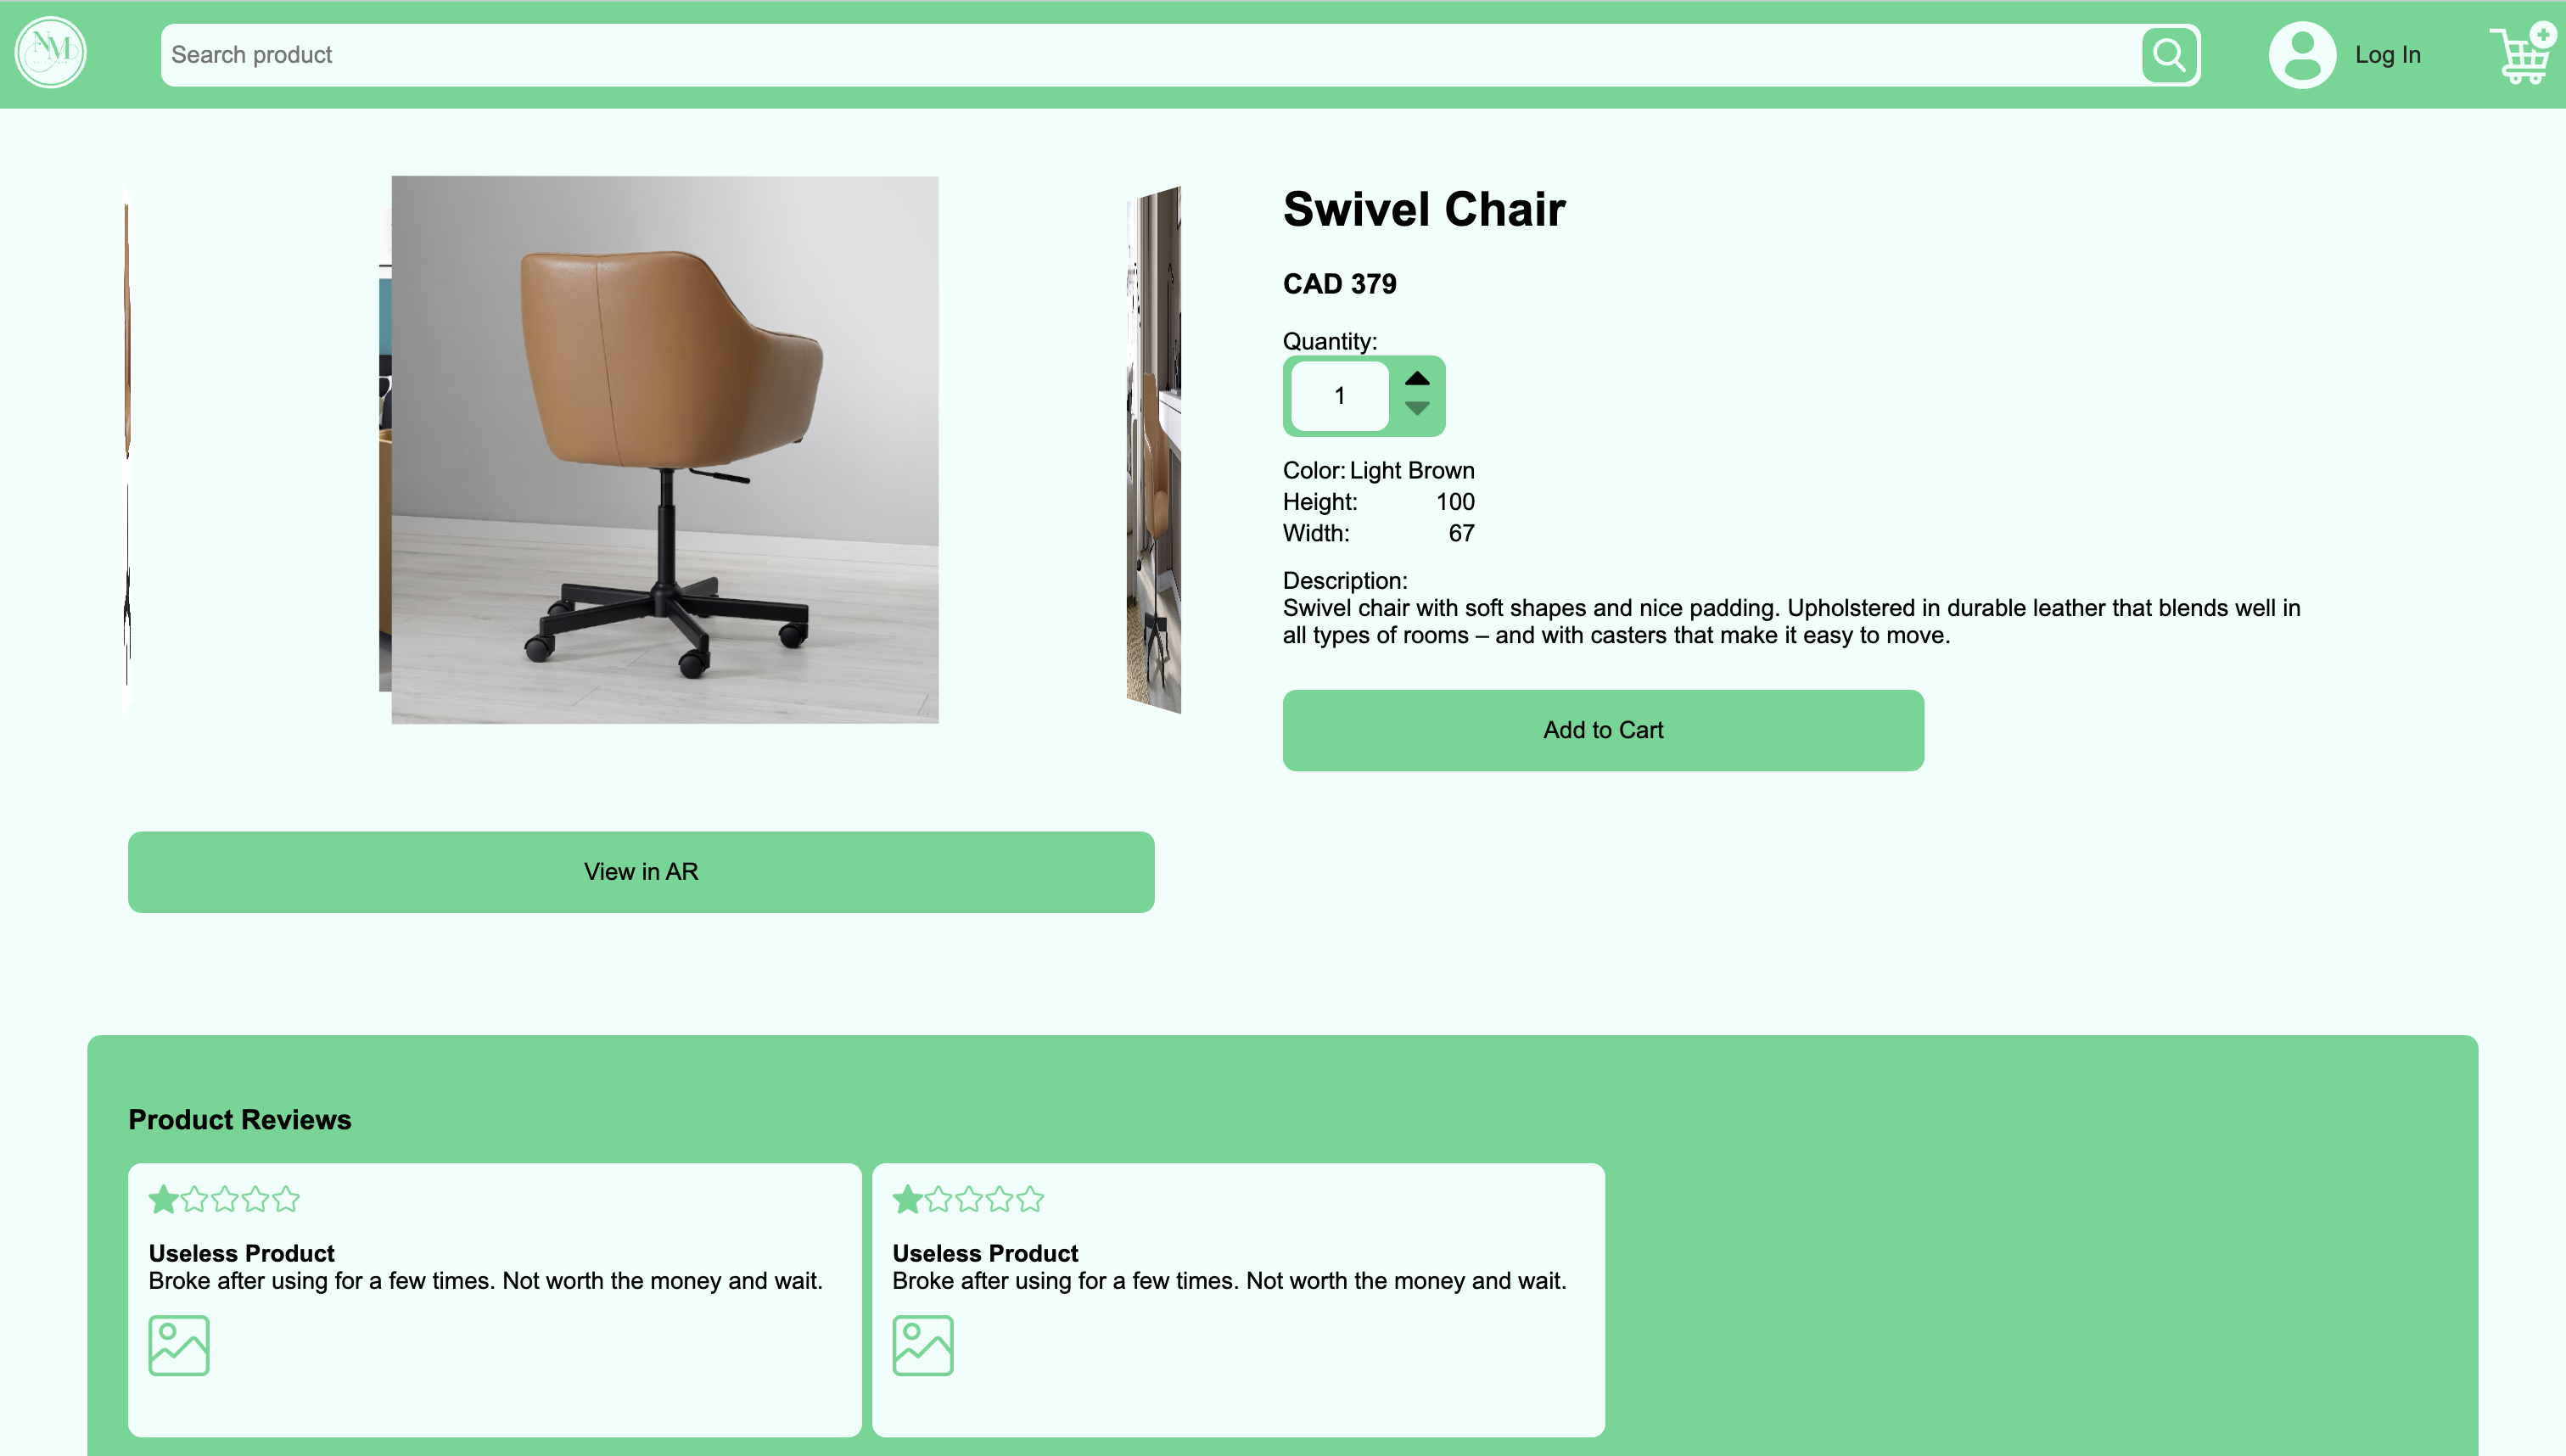 NM
Search product
Log In
Swivel Chair
CAD 379
Quantity:
1
Color: Light Brown
Height: 100
Width: 67
Description:
Swivel chair with soft shapes and nice padding. Upholstered in durable leather that blends well in
all types of rooms – and with casters that make it easy to move.
Add to Cart
View in AR
Product Reviews
Useless Product
Broke after using for a few times. Not worth the money and wait.
Useless Product
Broke after using for a few times. Not worth the money and wait.